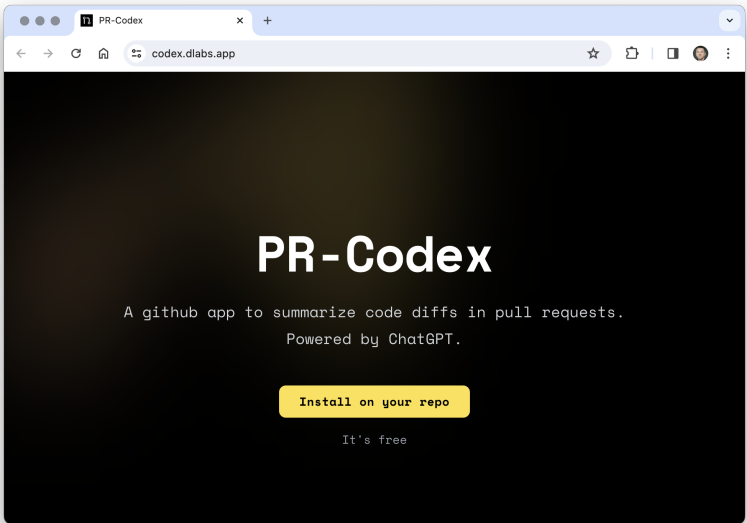 PR-Codex
codex.dlabs.app
PR-Codex
A github app to summarize code diffs in pull requests.
Powered by ChatGPT.
Install on your repo
It's free